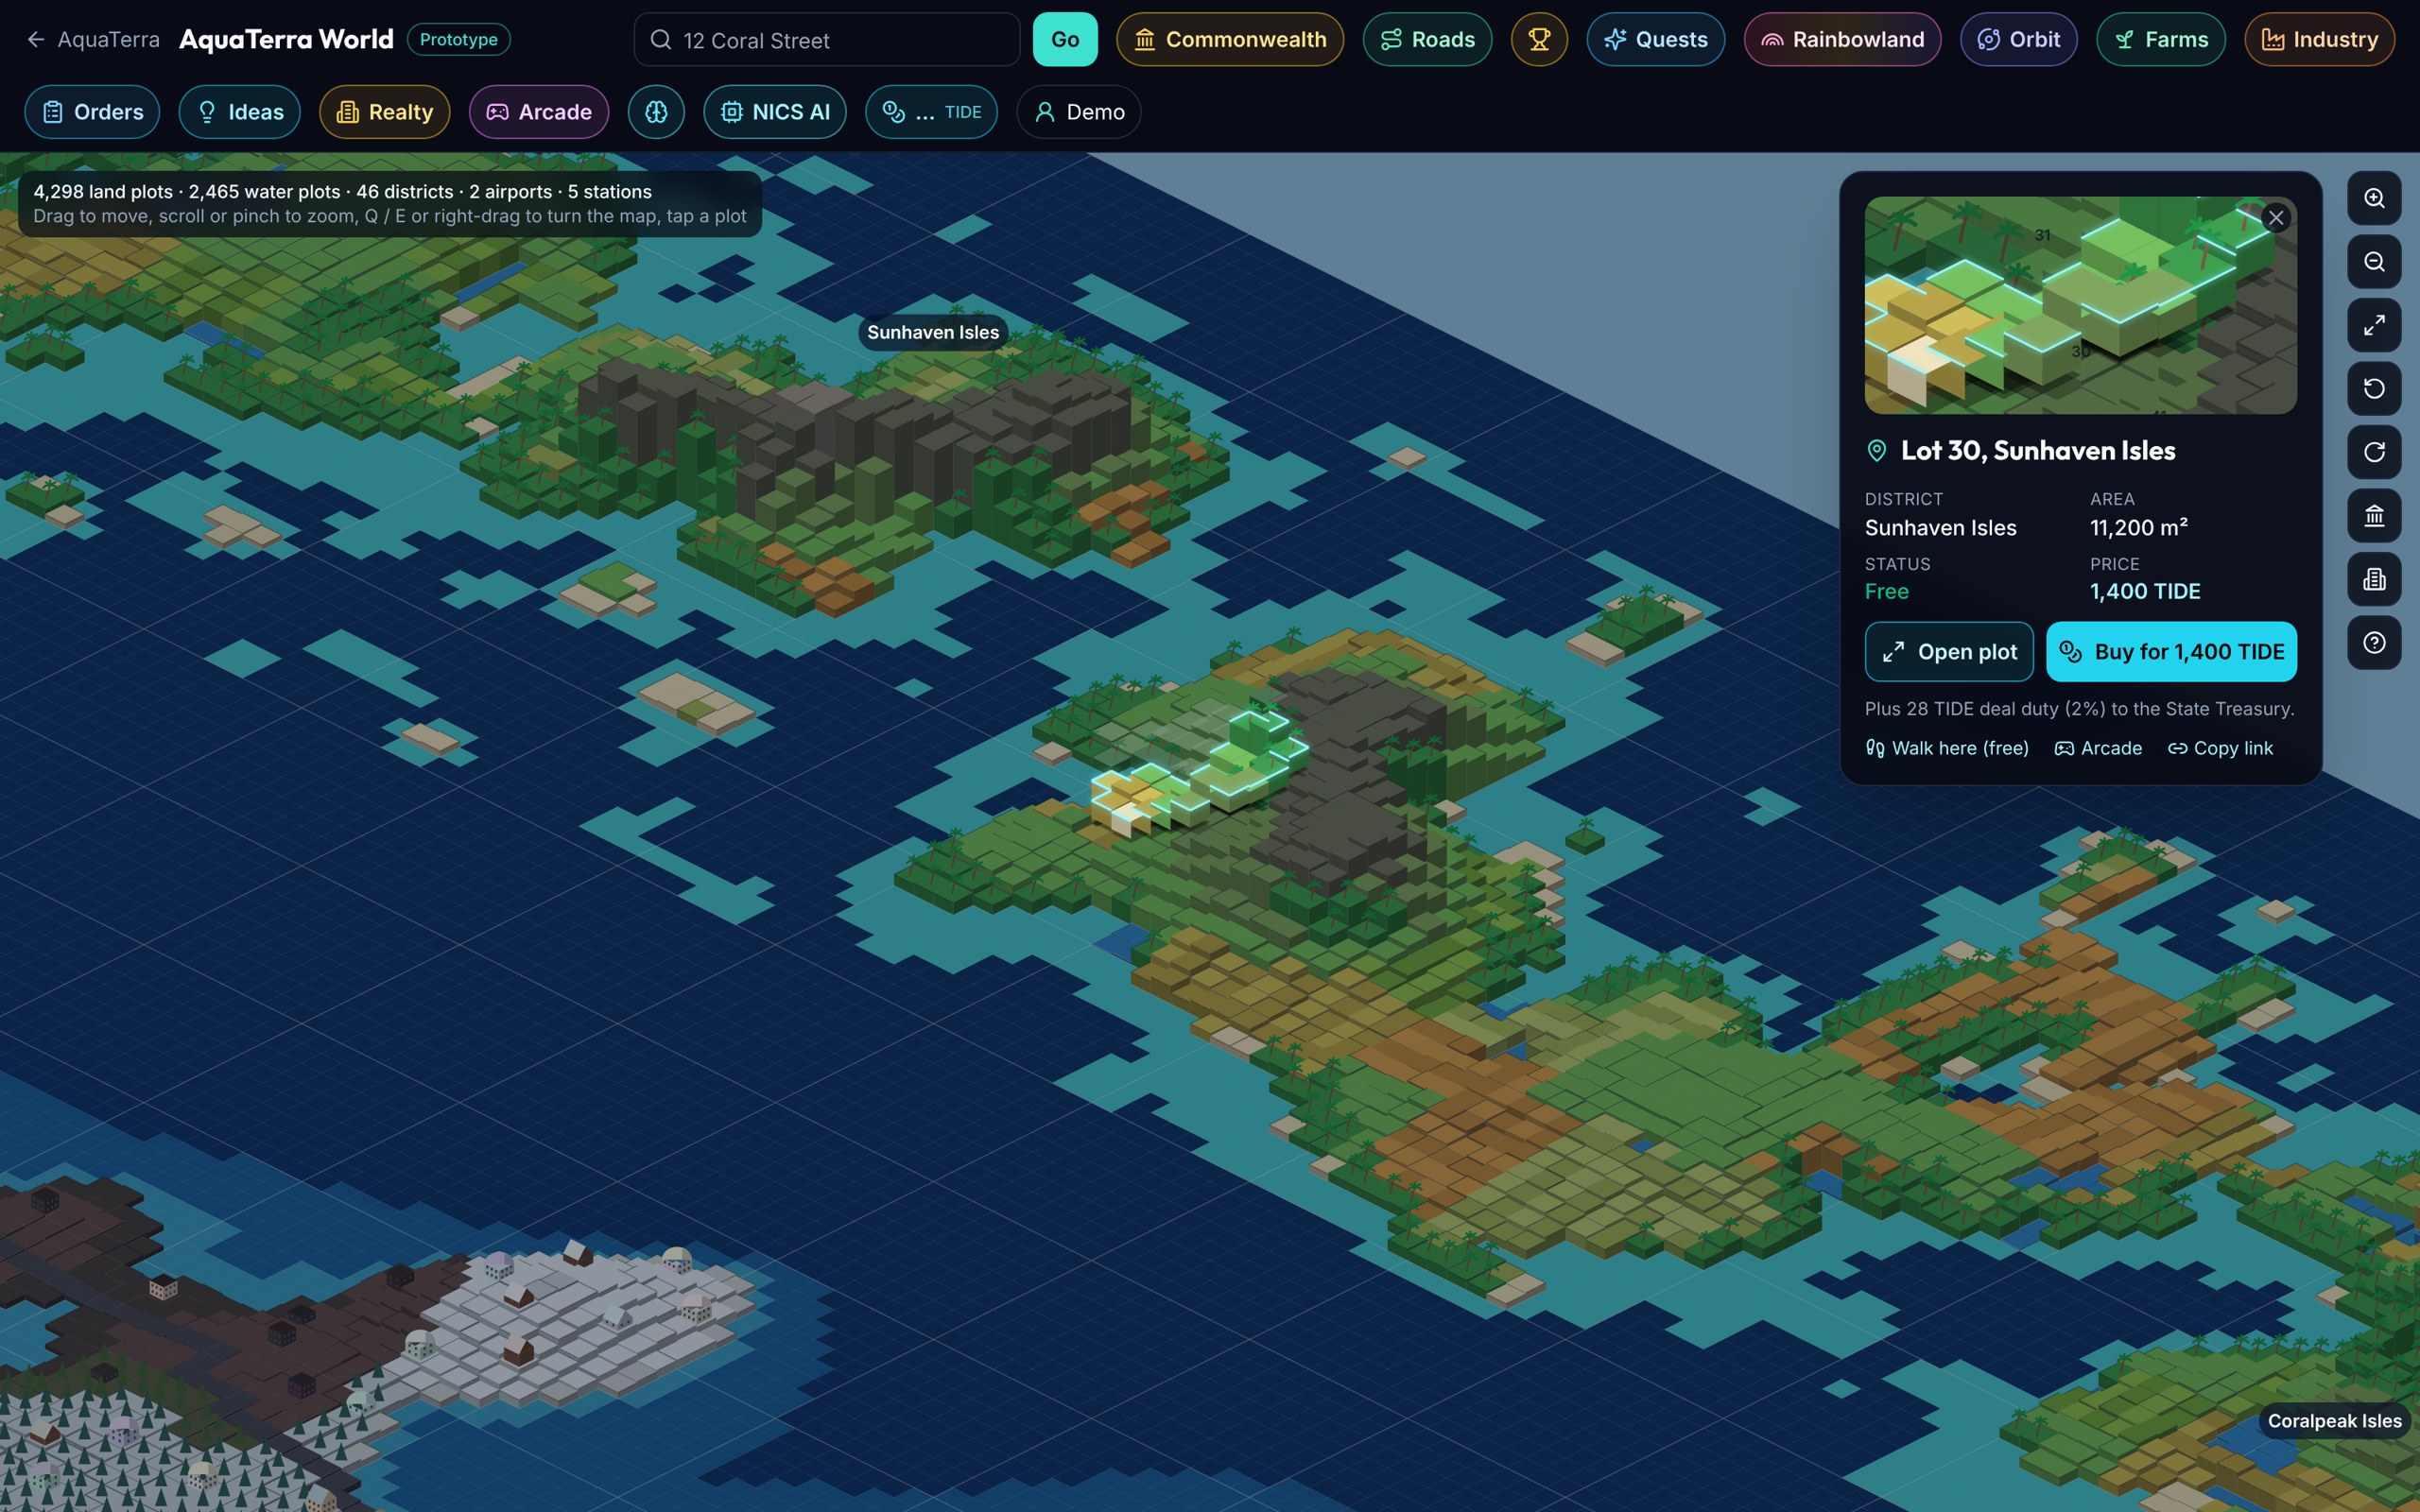 AquaTerra
AquaTerra World
Prototype
12 Coral Street
Go
Commonwealth
Roads
Quests
Rainbowland
Orbit
Farms
Industry
Orders
Ideas
Realty
Arcade
NICS AI
... TIDE
Demo
4,298 land plots · 2,465 water plots · 46 districts · 2 airports · 5 stations
Drag to move, scroll or pinch to zoom, Q / E or right-drag to turn the map, tap a plot
Sunhaven Isles
31
30
Lot 30, Sunhaven Isles
DISTRICT
AREA
Sunhaven Isles
11,200 m²
STATUS
PRICE
Free
1,400 TIDE
Open plot
Buy for 1,400 TIDE
Plus 28 TIDE deal duty (2%) to the State Treasury.
Walk here (free)
Arcade
Copy link
Coralpeak Isles